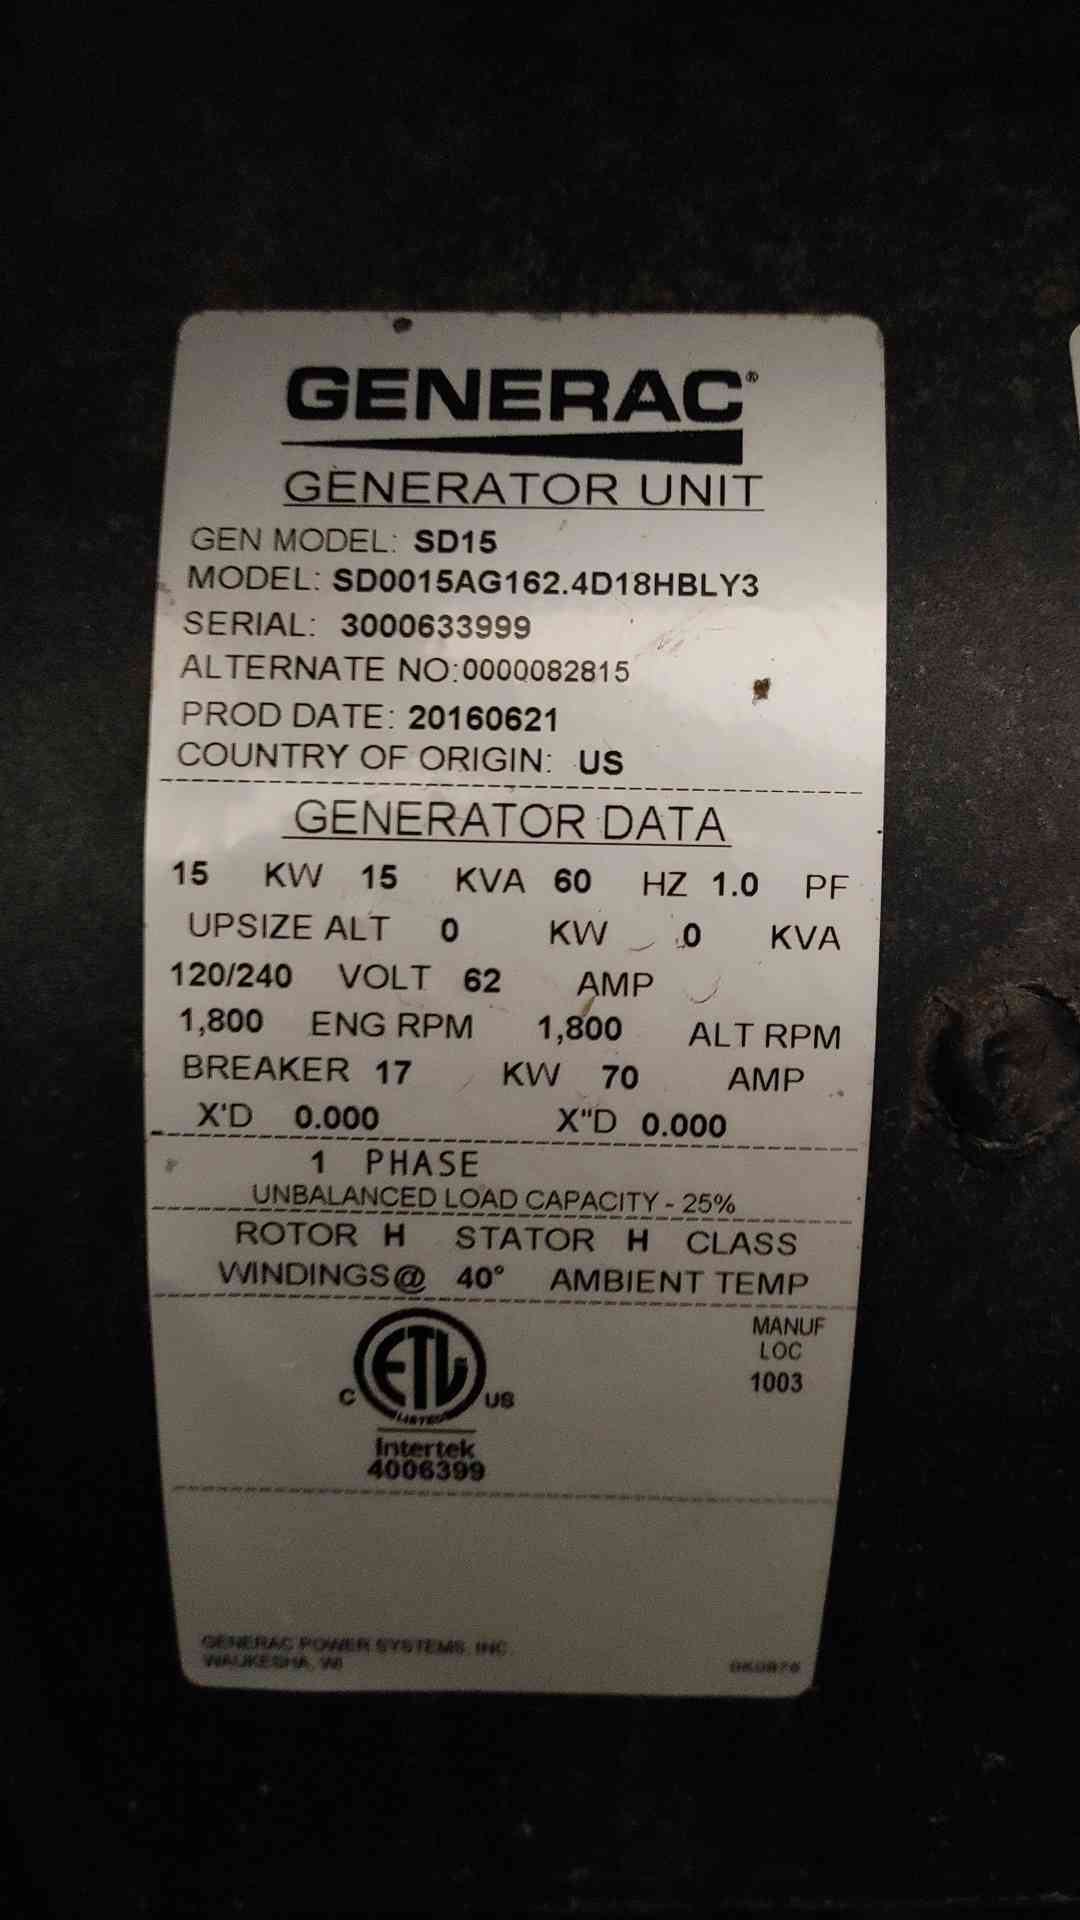 GENERAC®
GENERATOR UNIT
GEN MODEL: SD15
MODEL: SD0015AG162.4D18HBLY3
SERIAL: 3000633999
ALTERNATE NO:0000082815
PROD DATE: 20160621
COUNTRY OF ORIGIN: US
GENERATOR DATA
15 KW 15 KVA 60 HZ 1.0 PF
UPSIZE ALT 0 KW 0 KVA
120/240 VOLT 62 AMP
1,800 ENG RPM 1,800 ALT RPM
BREAKER 17 KW 70 AMP
X'D 0.000 X"D 0.000
1 PHASE
UNBALANCED LOAD CAPACITY - 25%
ROTOR H STATOR H CLASS
WINDINGS@ 40° AMBIENT TEMP
MANUF
LOC
1003
ETL
C US
LISTED
Intertek
4006399
GENERAC POWER SYSTEMS, INC.
WAUKESHA, WI